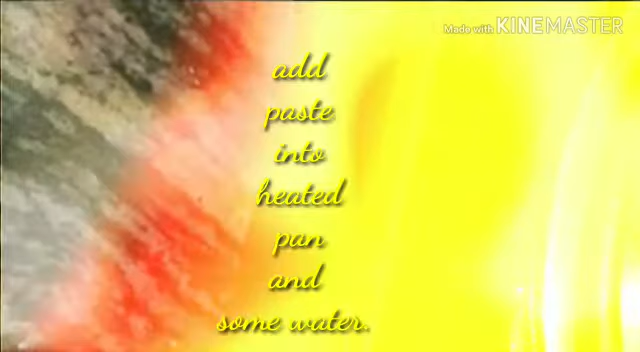 Made with KINEMASTER
add
paste
into
heated
pan
and
some water.